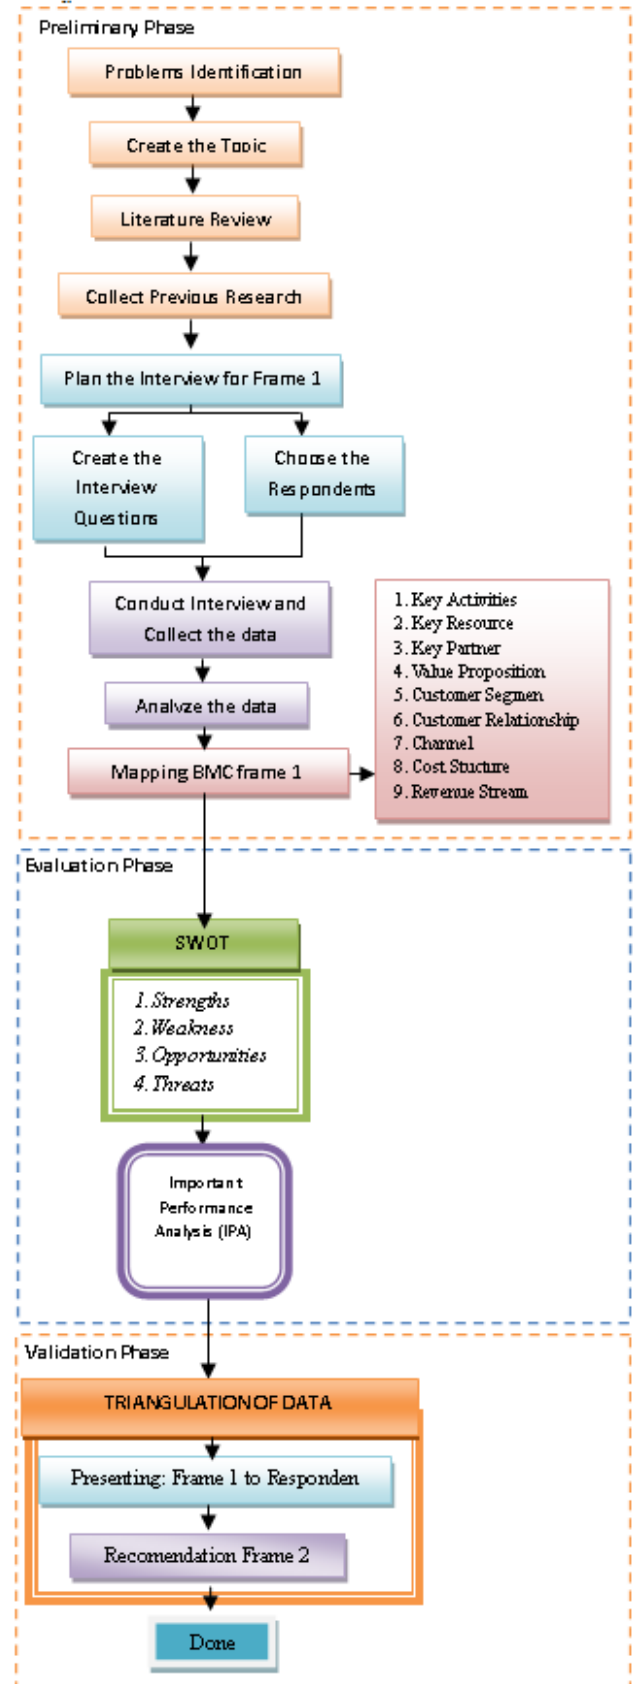 Preliminary Phase
Problems Identification
Create the Topic
Literature Review
Collect Previous Research
Plan the Interview for Frame 1
Create the
Interview
Questions
Choose the
Respondents
Conduct Interview and
Collect the data
Analyze the data
Mapping BMC frame 1
1. Key Activities
2. Key Resource
3. Key Partner
4. Value Proposition
5. Customer Segmen
6. Customer Relationship
7. Channel
8. Cost Stucture
9. Revenue Stream
Evaluation Phase
SWOT
1. Strengths
2. Weakness
3. Opportunities
4. Threats
Important
Performance
Analysis (IPA)
Validation Phase
TRIANGULATION OF DATA
Presenting: Frame 1 to Responden
Recomendation Frame 2
Done